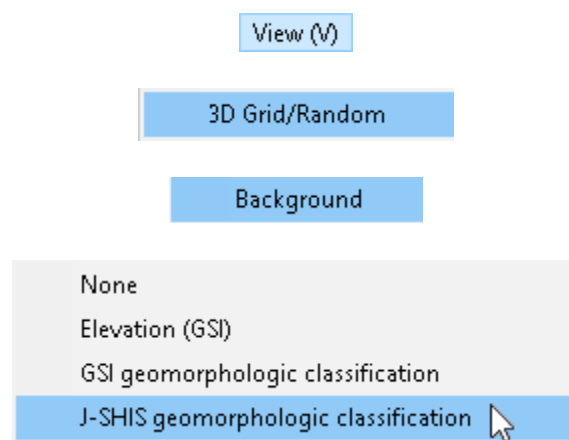 View (V)
3D Grid/Random
Background
None
Elevation (GSI)
GSI geomorphologic classification
J-SHIS geomorphologic classification